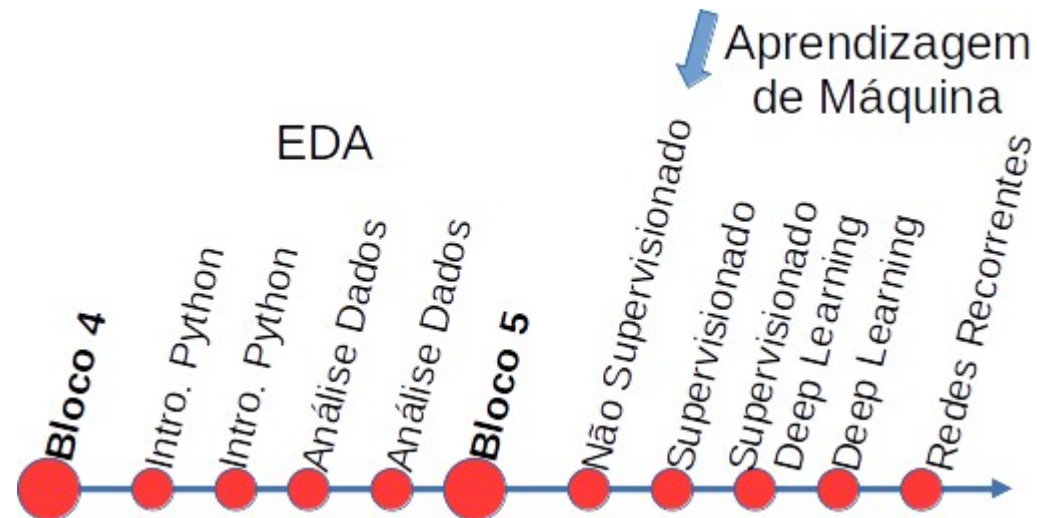 EDA
Aprendizagem
de Máquina
Bloco 4
Intro. Python
Intro. Python
Análise Dados
Análise Dados
Bloco 5
Não Supervisionado
Supervisionado
Supervisionado
Deep Learning
Deep Learning
Redes Recorrentes